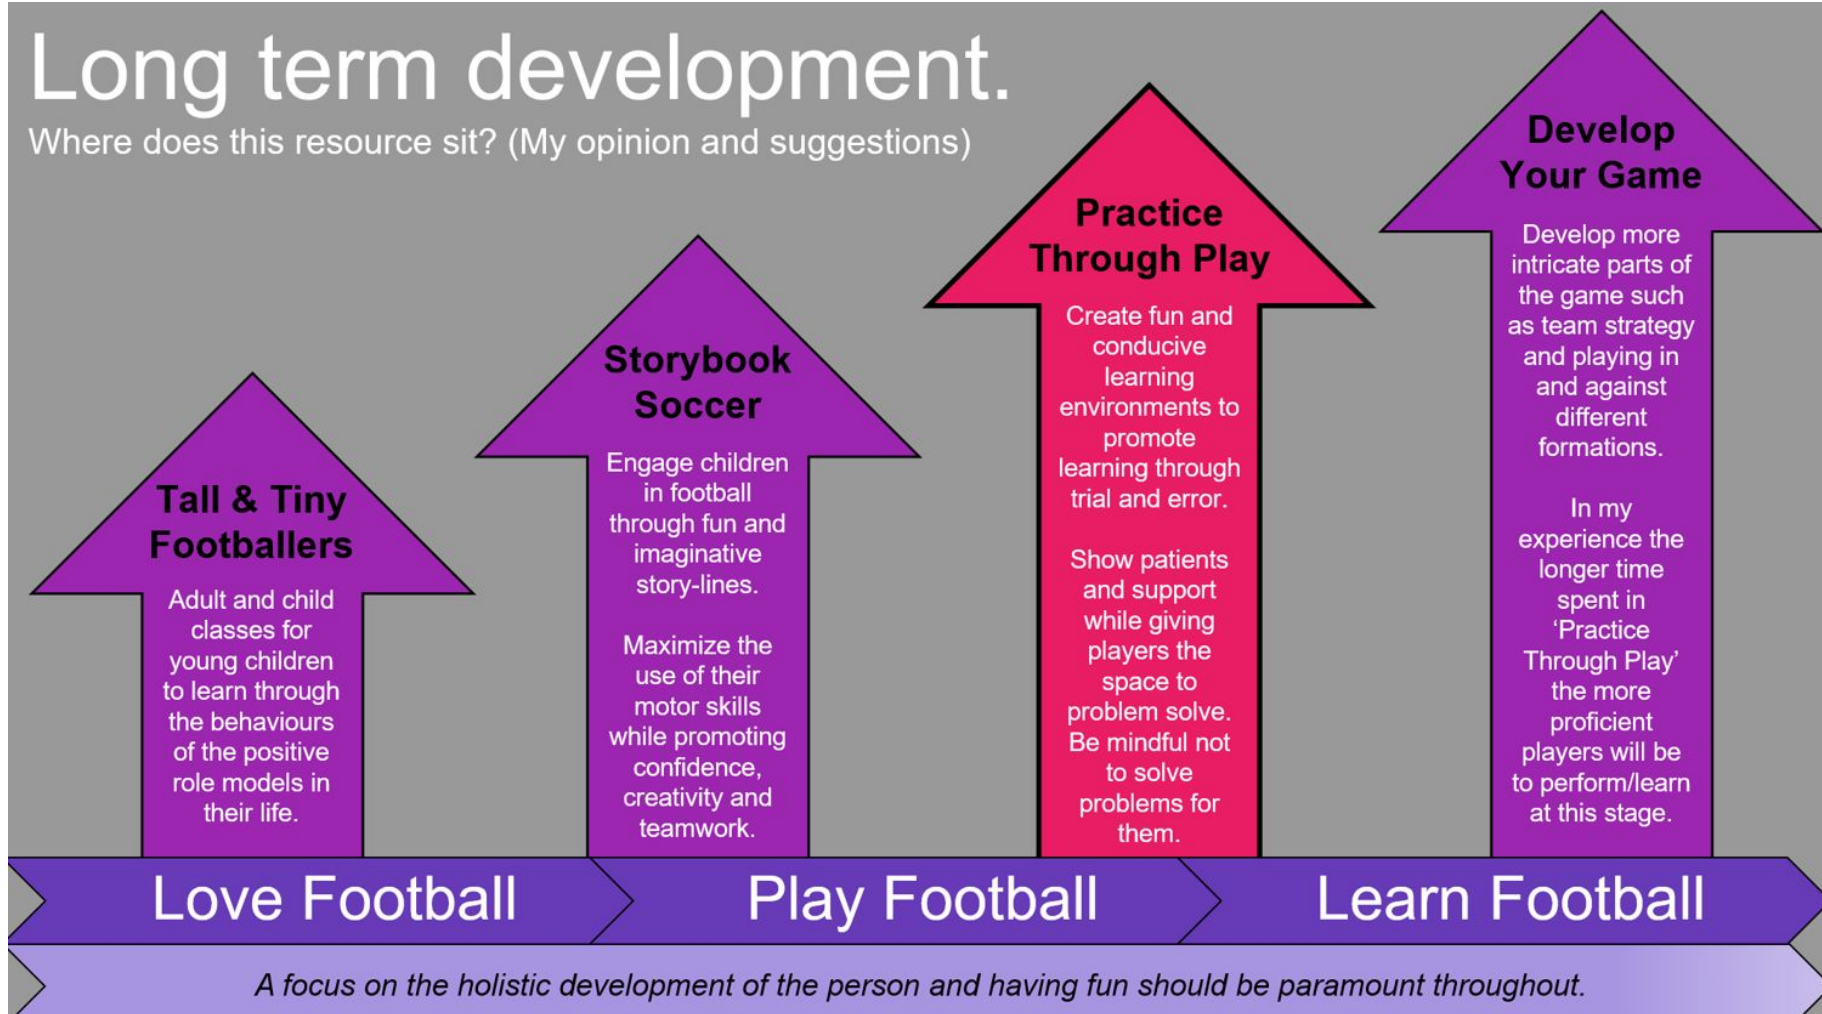 Long term development.
Where does this resource sit? (My opinion and suggestions)
Tall & Tiny
Footballers
Adult and child
classes for
young children
to learn through
the behaviours
of the positive
role models in
their life.
Storybook
Soccer
Engage children
in football
through fun and
imaginative
story-lines.
Maximize the
use of their
motor skills
while promoting
confidence,
creativity and
teamwork.
Practice
Through Play
Create fun and
conducive
learning
environments to
promote
learning through
trial and error.
Show patients
and support
while giving
players the
space to
problem solve.
Be mindful not
to solve
problems for
them.
Develop
Your Game
Develop more
intricate parts of
the game such
as team strategy
and playing in
and against
different
formations.
In my
experience the
longer time
spent in
‘Practice
Through Play’
the more
proficient
players will be
to perform/learn
at this stage.
Love Football
Play Football
Learn Football
A focus on the holistic development of the person and having fun should be paramount throughout.